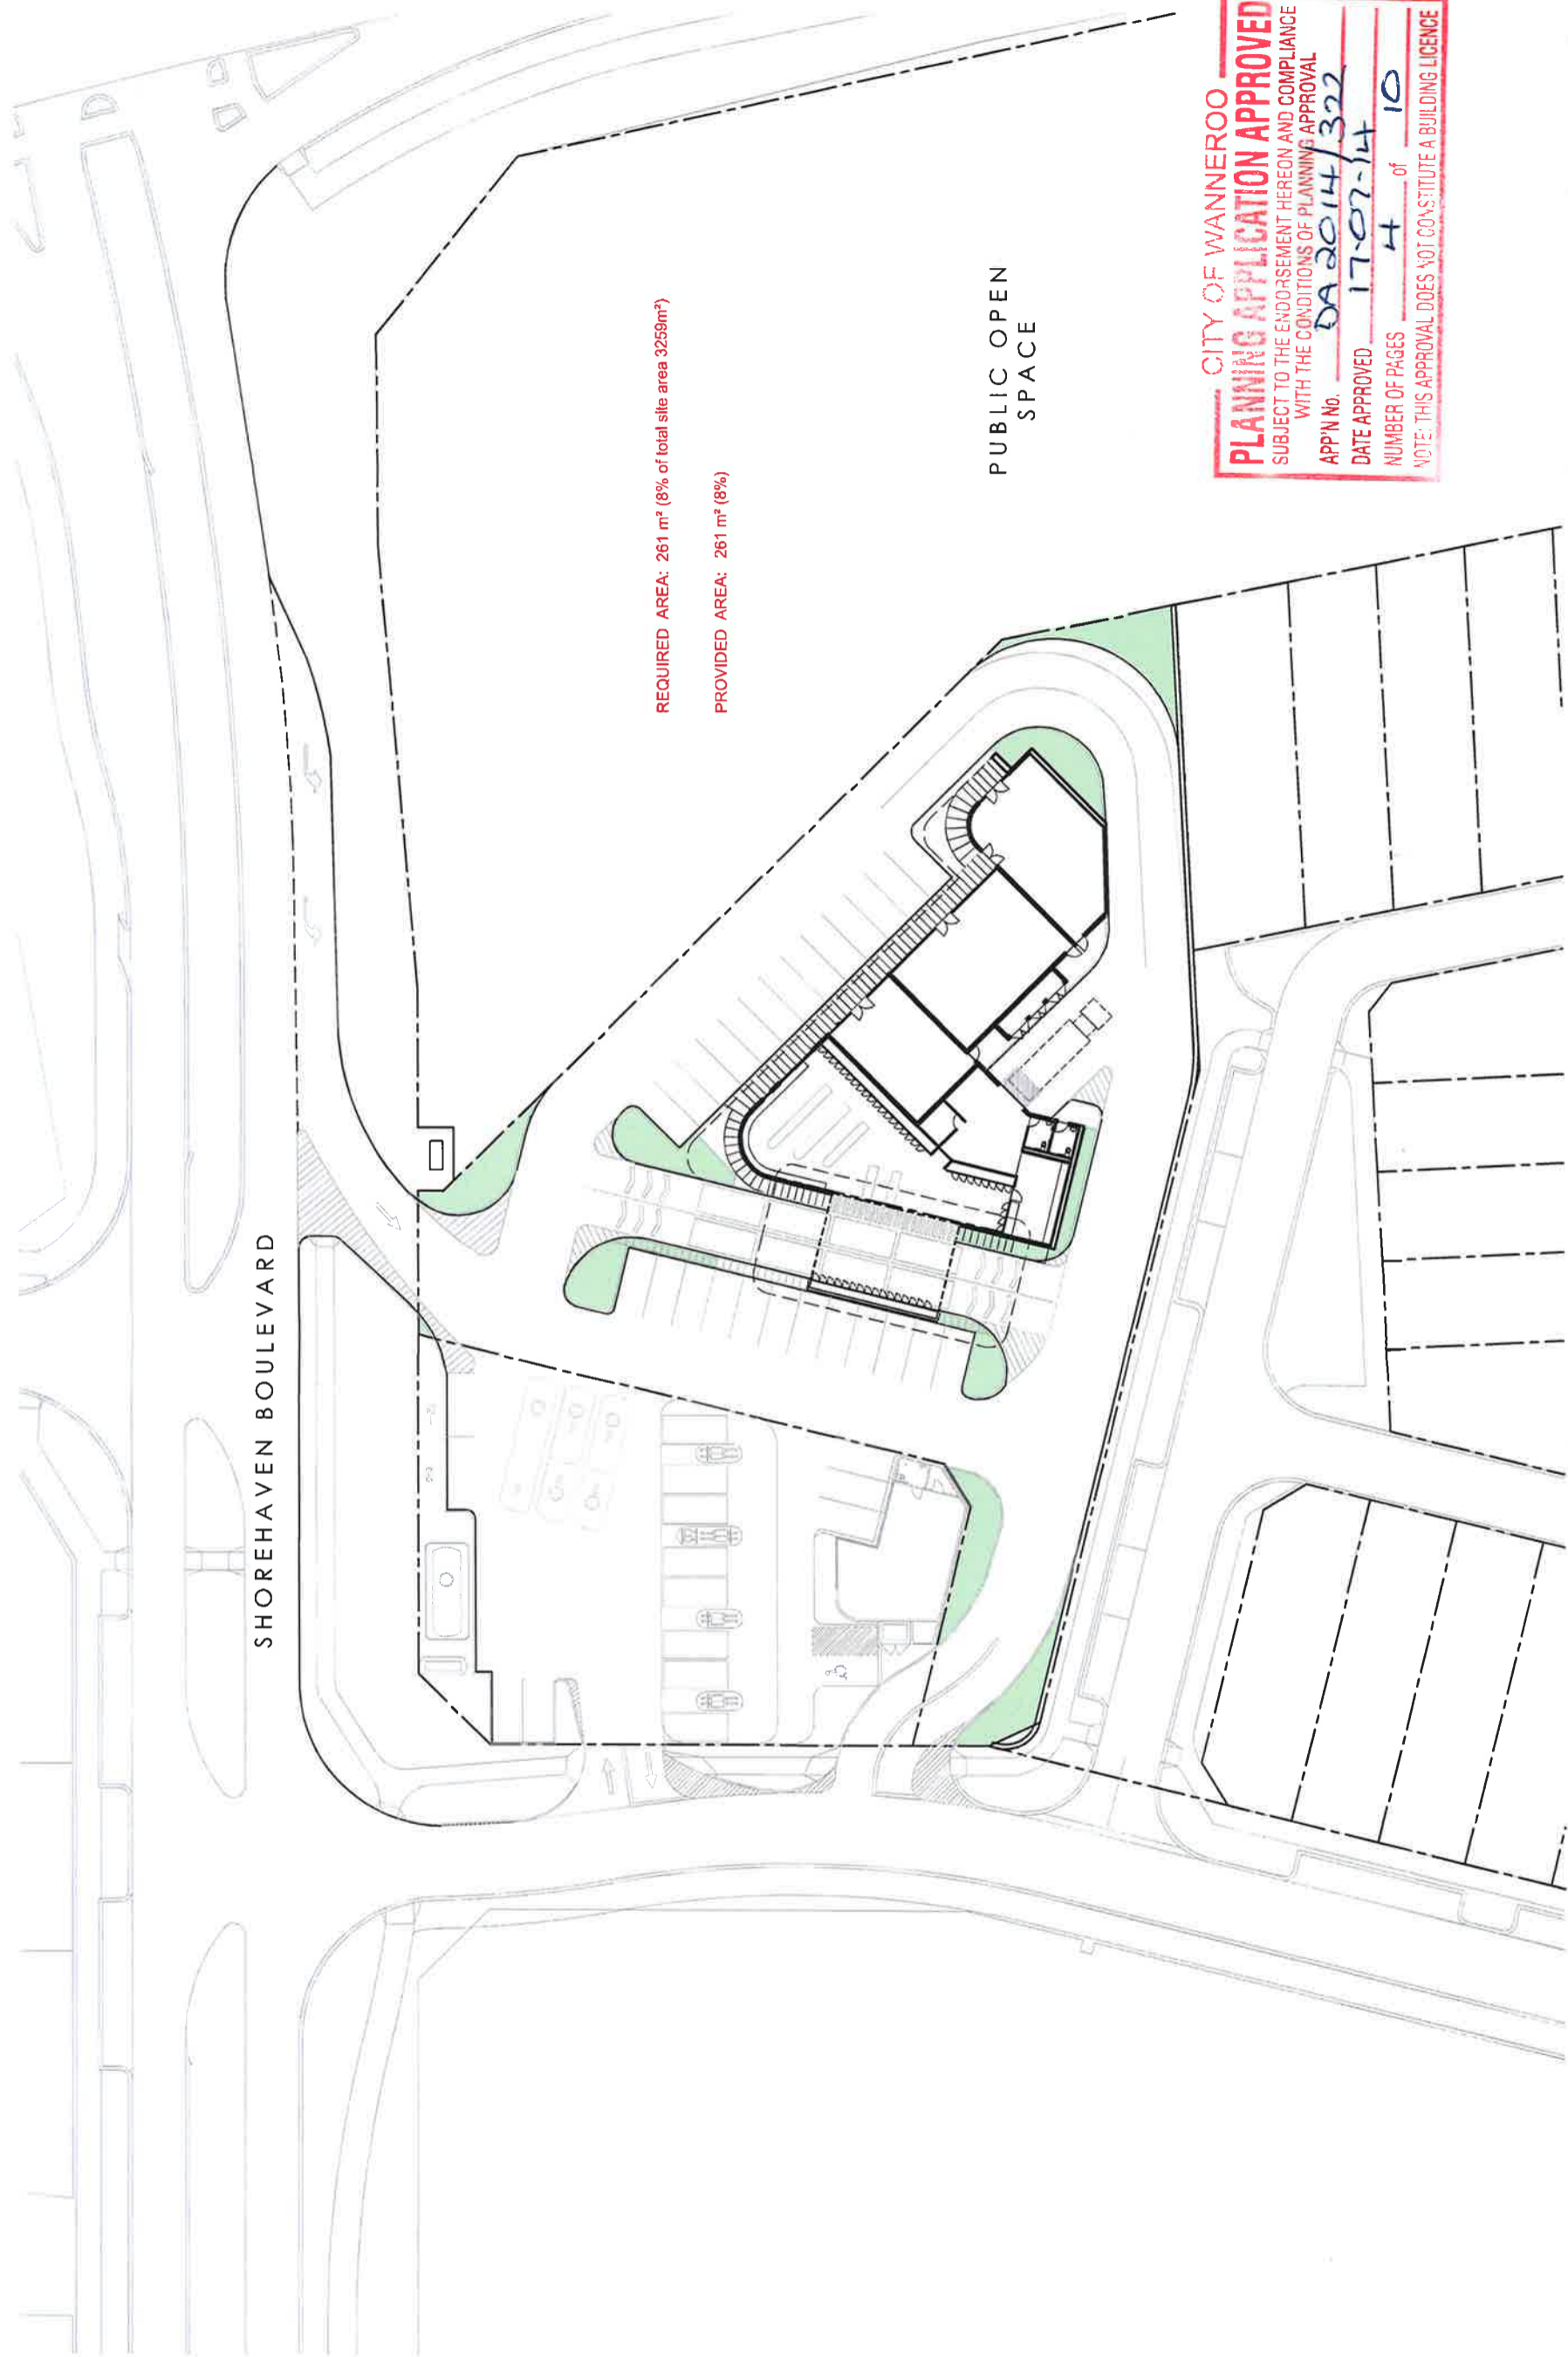 SHOREHAVEN BOULEVARD
REQUIRED AREA: 261 m² (8% of total site area 3259m²)
PROVIDED AREA: 261 m² (8%)
PUBLIC OPEN
SPACE
CITY OF WANNEROO
PLANNING APPLICATION APPROVED
SUBJECT TO THE ENDORSEMENT HEREON AND COMPLIANCE
WITH THE CONDITIONS OF PLANNING APPROVAL
APP'N No. DA 2014/322
DATE APPROVED 17-07-14
NUMBER OF PAGES 4 of 10
NOTE: THIS APPROVAL DOES NOT CONSTITUTE A BUILDING LICENCE